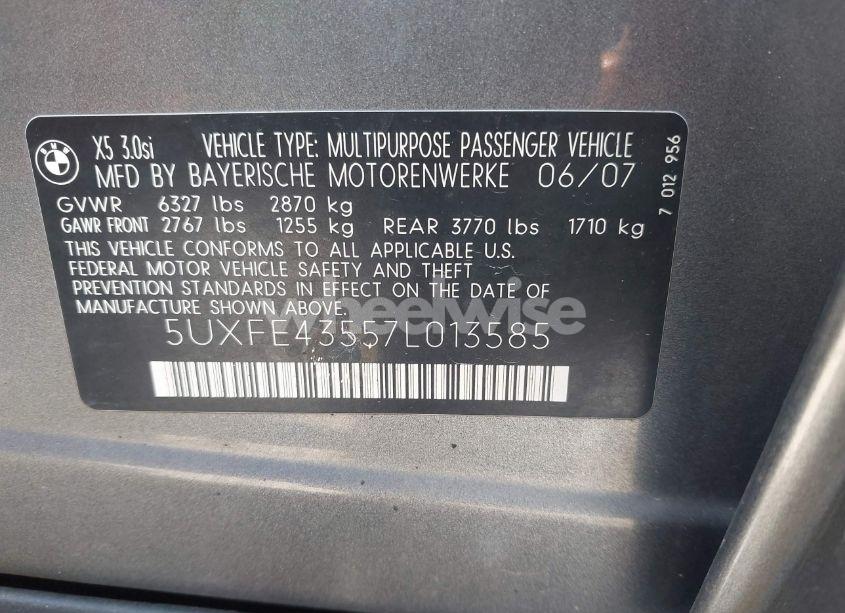 BMW
X5 3.0si VEHICLE TYPE: MULTIPURPOSE PASSENGER VEHICLE
MFD BY BAYERISCHE MOTORENWERKE 06/07
GVWR 6327 lbs 2870 kg
GAWR FRONT 2767 lbs 1255 kg REAR 3770 lbs 1710 kg
THIS VEHICLE CONFORMS TO ALL APPLICABLE U.S.
FEDERAL MOTOR VEHICLE SAFETY AND THEFT
PREVENTION STANDARDS IN EFFECT ON THE DATE OF
MANUFACTURE SHOWN ABOVE.
wheelwise
5UXFE43557L013585
7 012 956